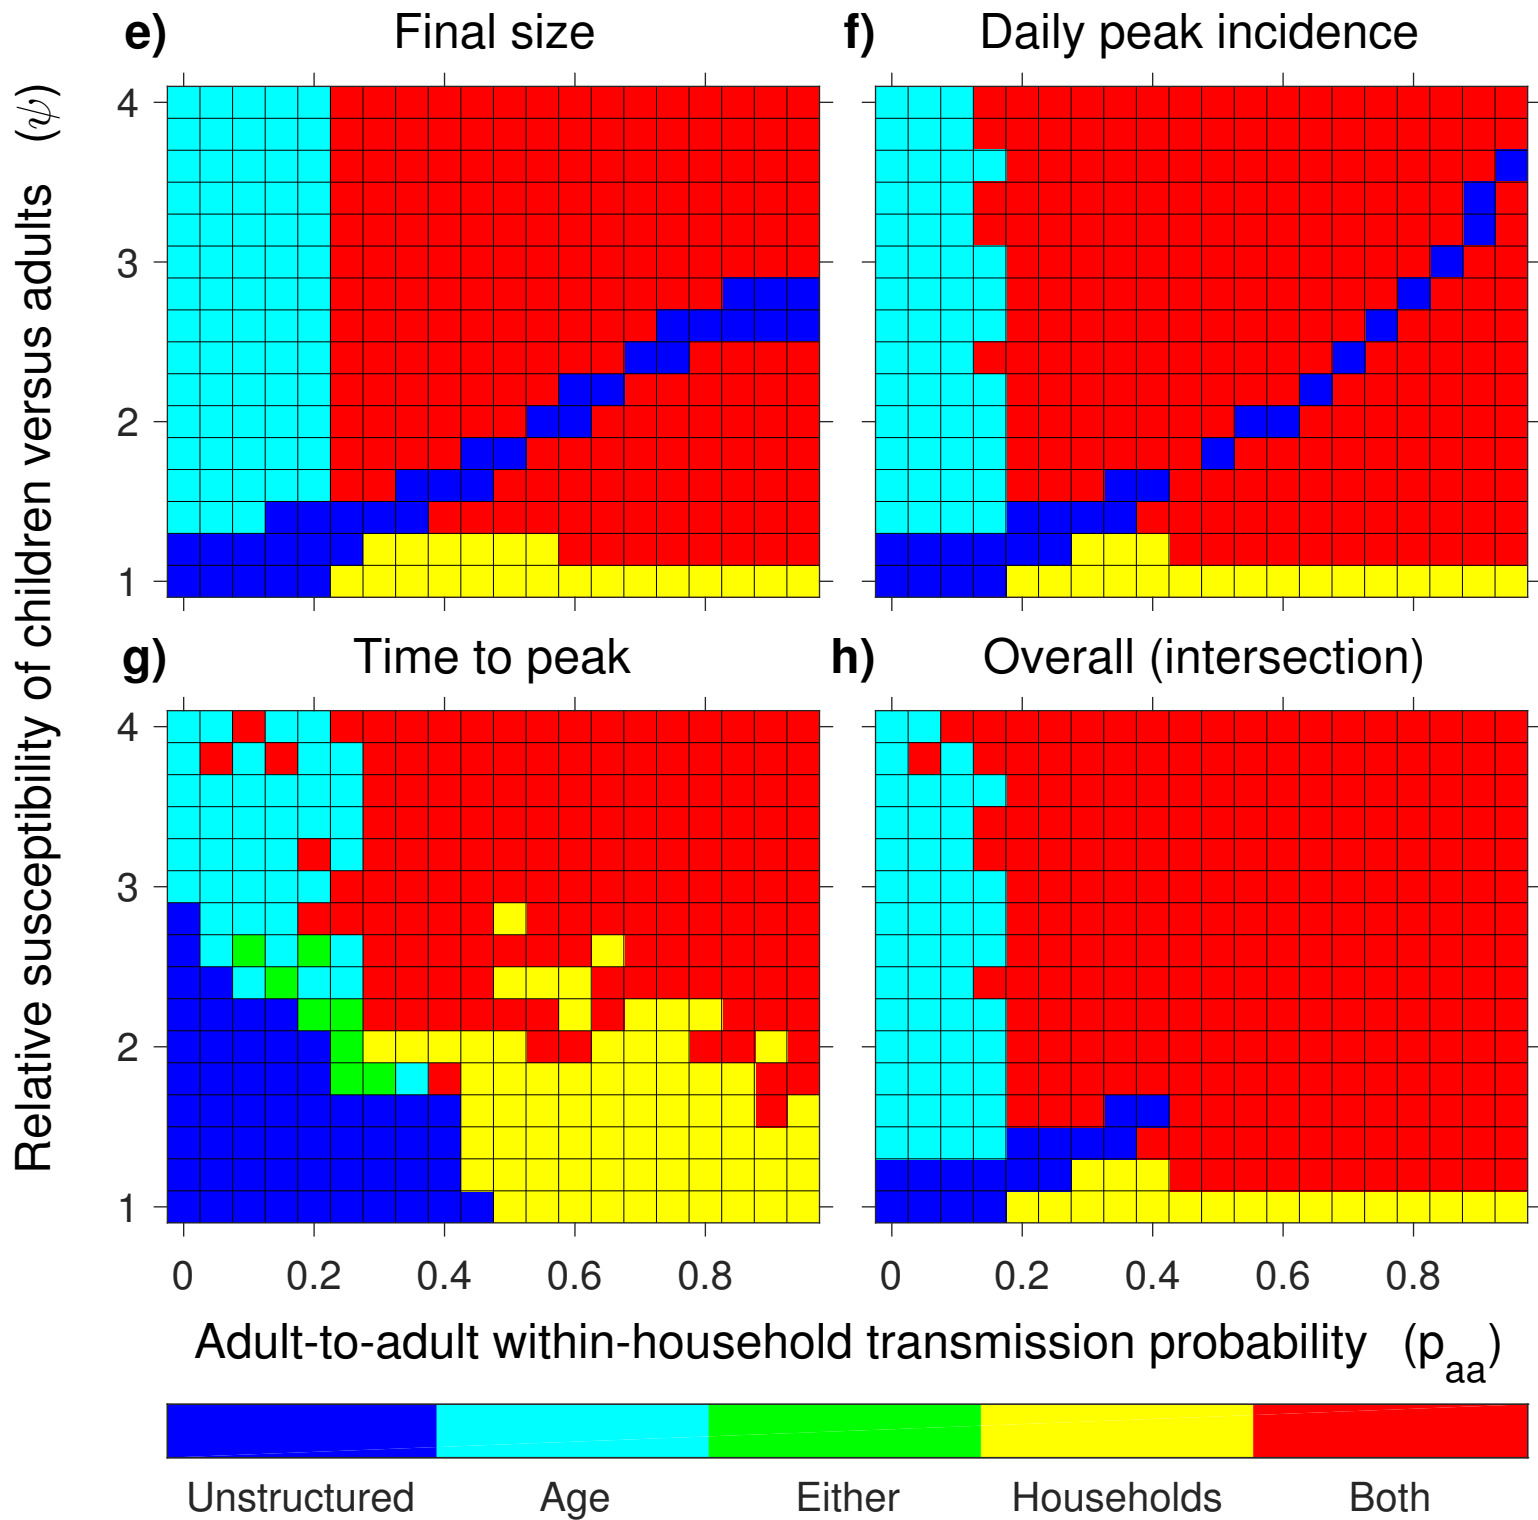 e) Final size
f) Daily peak incidence
Relative susceptibility of children versus adults (ψ)
4
3
2
1
g) Time to peak
h) Overall (intersection)
4
3
2
1
0 0.2 0.4 0.6 0.8
0 0.2 0.4 0.6 0.8
Adult-to-adult within-household transmission probability (p_aa)
Unstructured Age Either Households Both